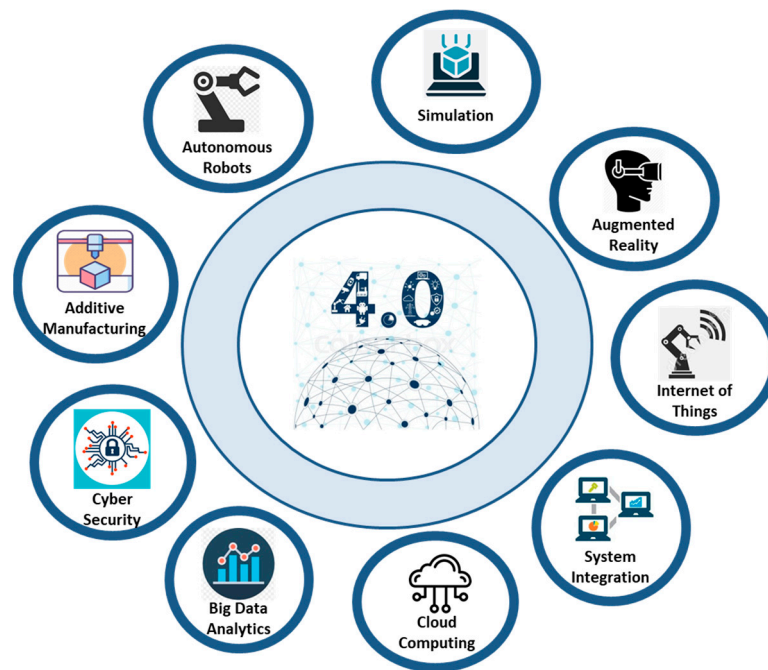 Simulation
Autonomous
Robots
Augmented
Reality
Additive
Manufacturing
4.0
Internet of
Things
Cyber
Security
System
Integration
Big Data
Analytics
Cloud
Computing